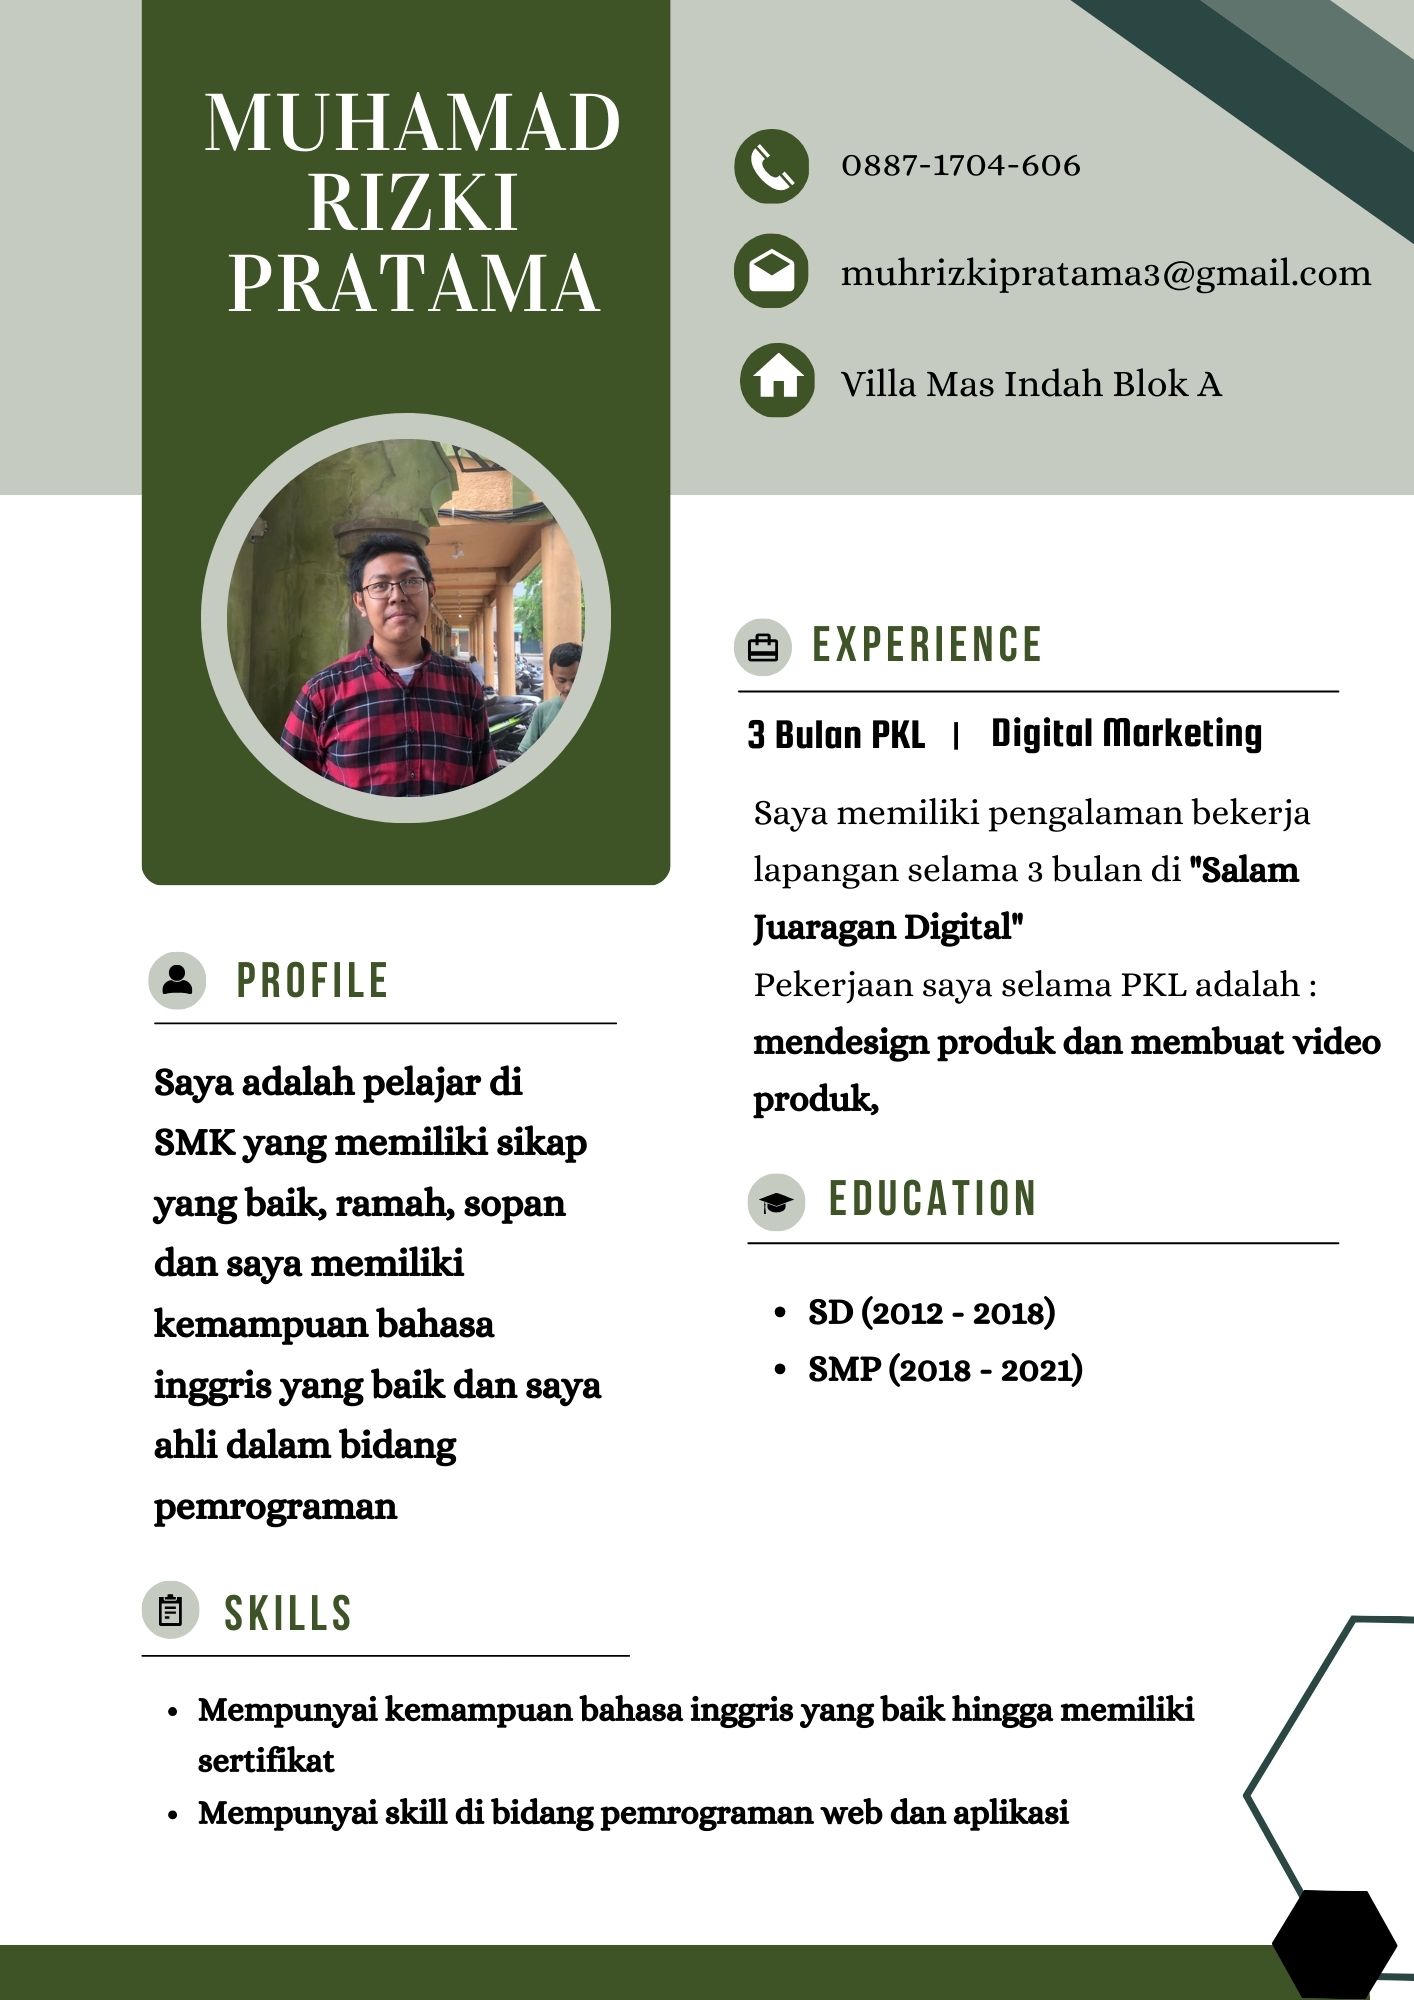 MUHAMAD
RIZKI
PRATAMA
0887-1704-606
muhrizkipratama3@gmail.com
Villa Mas Indah Blok A
EXPERIENCE
3 Bulan PKL | Digital Marketing
Saya memiliki pengalaman bekerja
lapangan selama 3 bulan di "Salam
Juaragan Digital"
Pekerjaan saya selama PKL adalah :
mendesign produk dan membuat video
produk,
EDUCATION
• SD (2012 - 2018)
• SMP (2018 - 2021)
PROFILE
Saya adalah pelajar di
SMK yang memiliki sikap
yang baik, ramah, sopan
dan saya memiliki
kemampuan bahasa
inggris yang baik dan saya
ahli dalam bidang
pemrograman
SKILLS
• Mempunyai kemampuan bahasa inggris yang baik hingga memiliki
sertifikat
• Mempunyai skill di bidang pemrograman web dan aplikasi